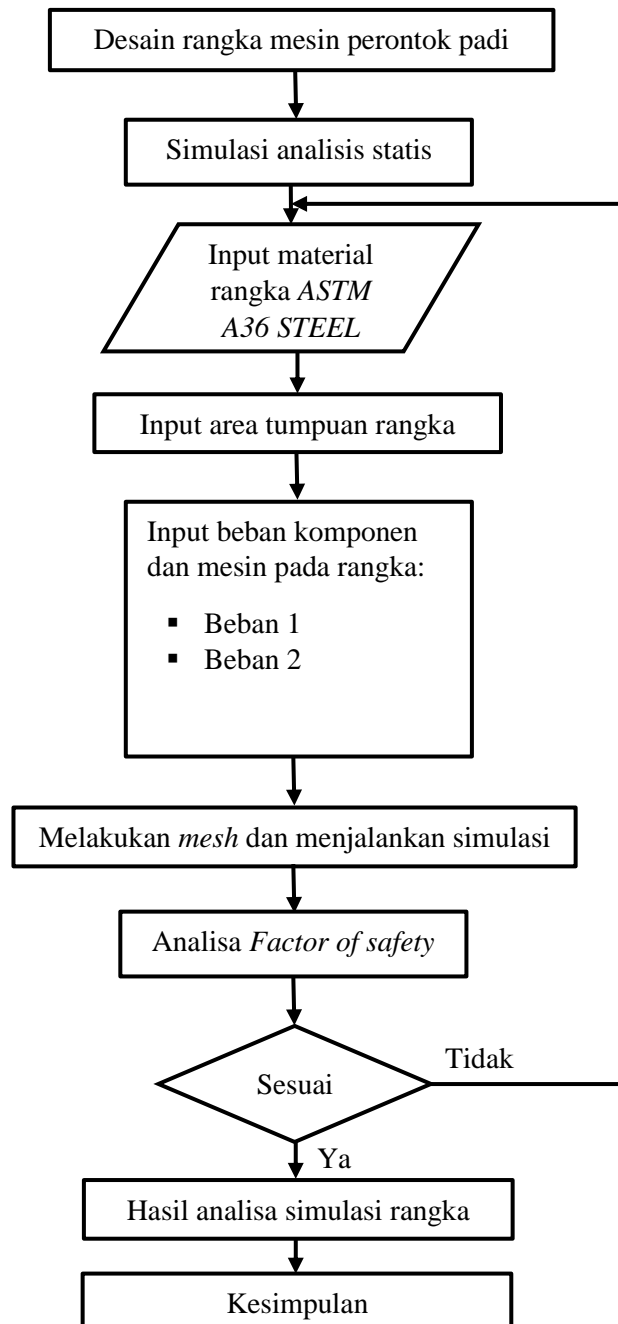 Desain rangka mesin perontok padi
Simulasi analisis statis
Input material
rangka ASTM
A36 STEEL
Input area tumpuan rangka
Input beban komponen
dan mesin pada rangka:
▪ Beban 1
▪ Beban 2
Melakukan mesh dan menjalankan simulasi
Analisa Factor of safety
Sesuai
Tidak
Ya
Hasil analisa simulasi rangka
Kesimpulan